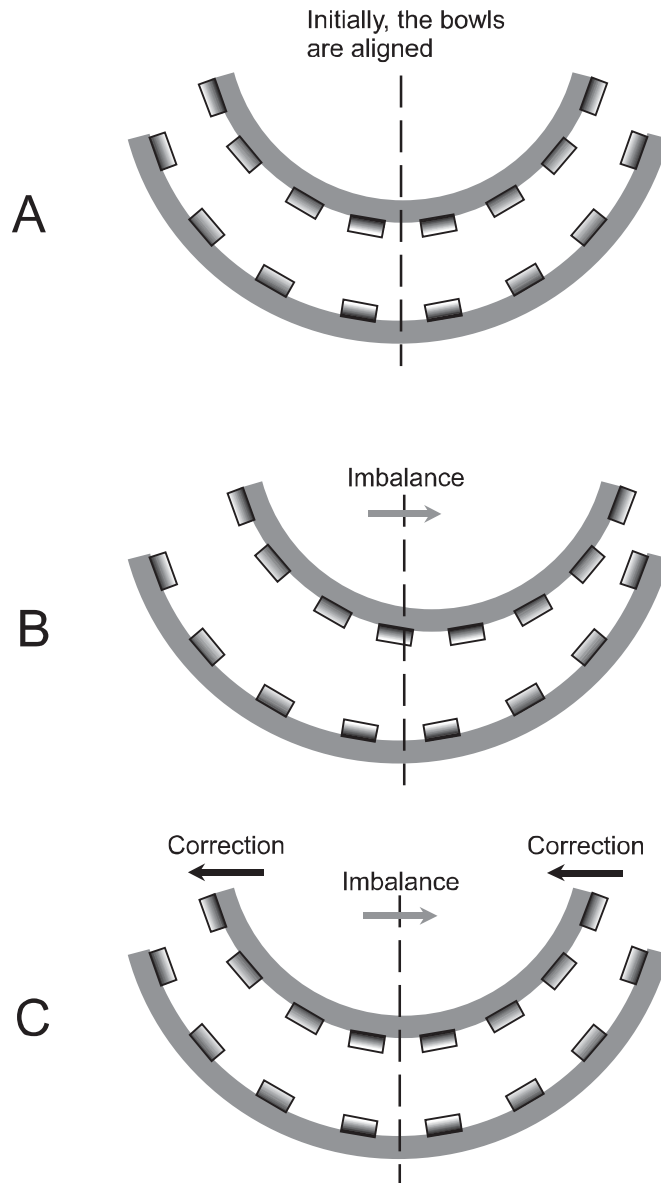 Initially, the bowls
are aligned
A
Imbalance
B
Correction
Correction
Imbalance
C